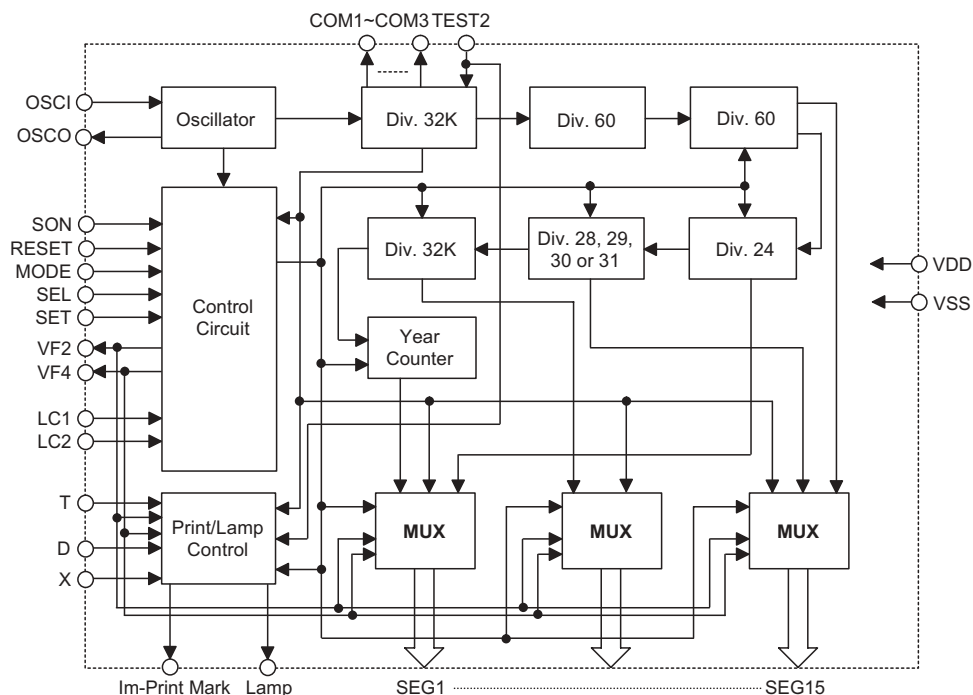 COM1~COM3 TEST2
OSCI
OSCO
Oscillator
Div. 32K
Div. 60
Div. 60
SON
RESET
MODE
SEL
SET
VF2
VF4
LC1
LC2
Control
Circuit
Div. 32K
Div. 28, 29,
30 or 31
Div. 24
VDD
VSS
Year
Counter
T
D
X
Print/Lamp
Control
MUX
MUX
MUX
Im-Print Mark
Lamp
SEG1
SEG15